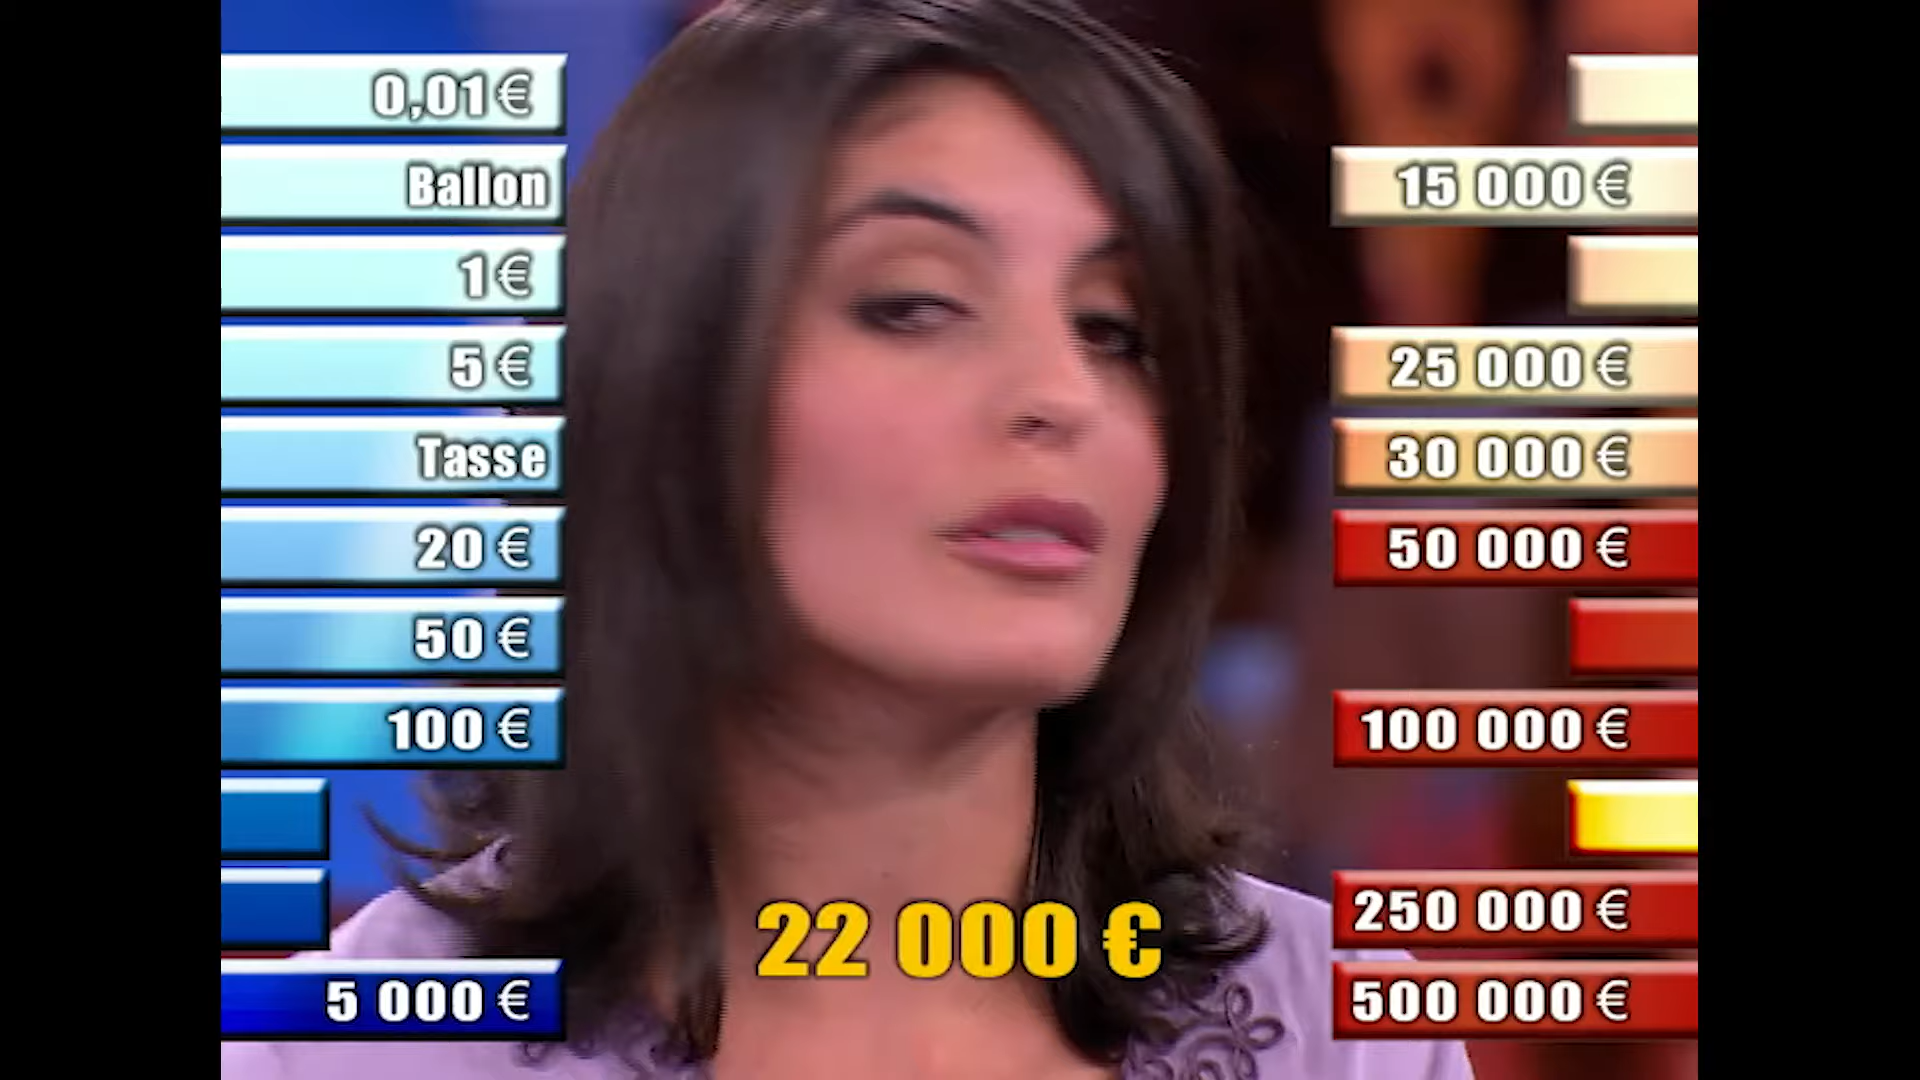 0,01 €
Ballon
1 €
5 €
Tasse
20 €
50 €
100 €
5 000 €
15 000 €
25 000 €
30 000 €
50 000 €
100 000 €
250 000 €
500 000 €
22 000 €